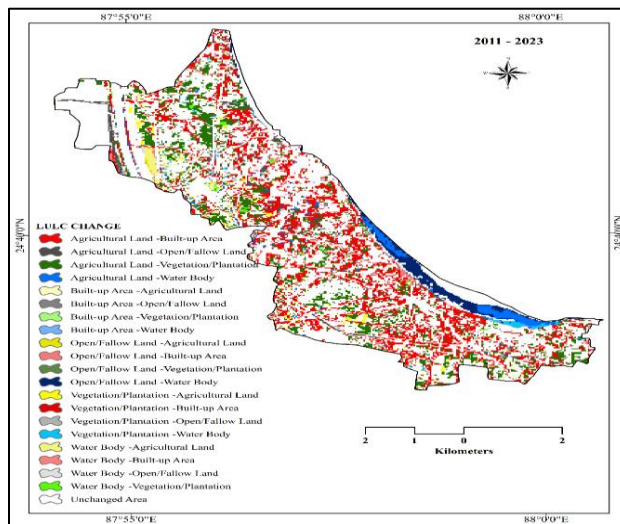 87°55'0"E 88°0'0"E
2011 - 2023
N
W E
S
24°40'0"N 24°40'0"N
LULC CHANGE
Agricultural Land -Built-up Area
Agricultural Land -Open/Fallow Land
Agricultural Land -Vegetation/Plantation
Agricultural Land -Water Body
Built-up Area -Agricultural Land
Built-up Area -Open/Fallow Land
Built-up Area -Vegetation/Plantation
Built-up Area -Water Body
Open/Fallow Land -Agricultural Land
Open/Fallow Land -Built-up Area
Open/Fallow Land -Vegetation/Plantation
Open/Fallow Land -Water Body
Vegetation/Plantation -Agricultural Land
Vegetation/Plantation -Built-up Area
Vegetation/Plantation -Open/Fallow Land
Vegetation/Plantation -Water Body
Water Body -Agricultural Land
Water Body -Built-up Area
Water Body -Open/Fallow Land
Water Body -Vegetation/Plantation
Unchanged Area
2 1 0 2
Kilometers
87°55'0"E 88°0'0"E